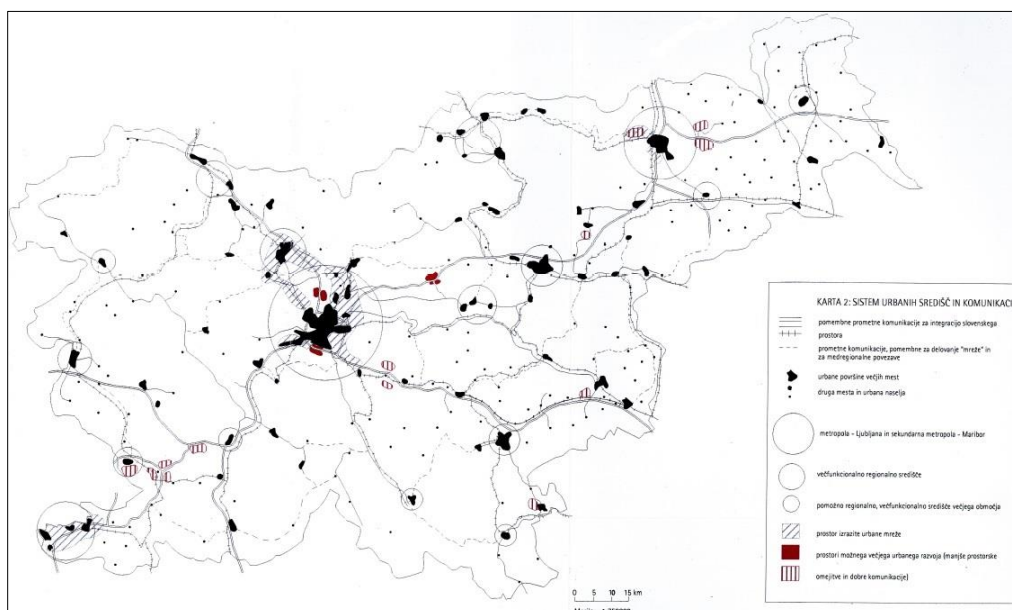 KARTA 2: SISTEM URBANIH SREDIŠČ IN KOMUNIKACI
pomembne prometne komunikacije za integracijo slovenskega
prostora
prometne komunikacije, pomembne za delovanje "mreže" in
za medregionalne povezave
urbane površine večjih mest
druga mesta in urbana naselja
metropola - Ljubljana in sekundarna metropola - Maribor
večfunkcionalno regionalno središče
pomožno regionalno, večfunkcionalno središče večjega območja
prostor izrazite urbane mreže
prostori možnega večjega urbanega razvoja (manjše prostorske
omejitve in dobre komunikacije)
0 5 10 15 km